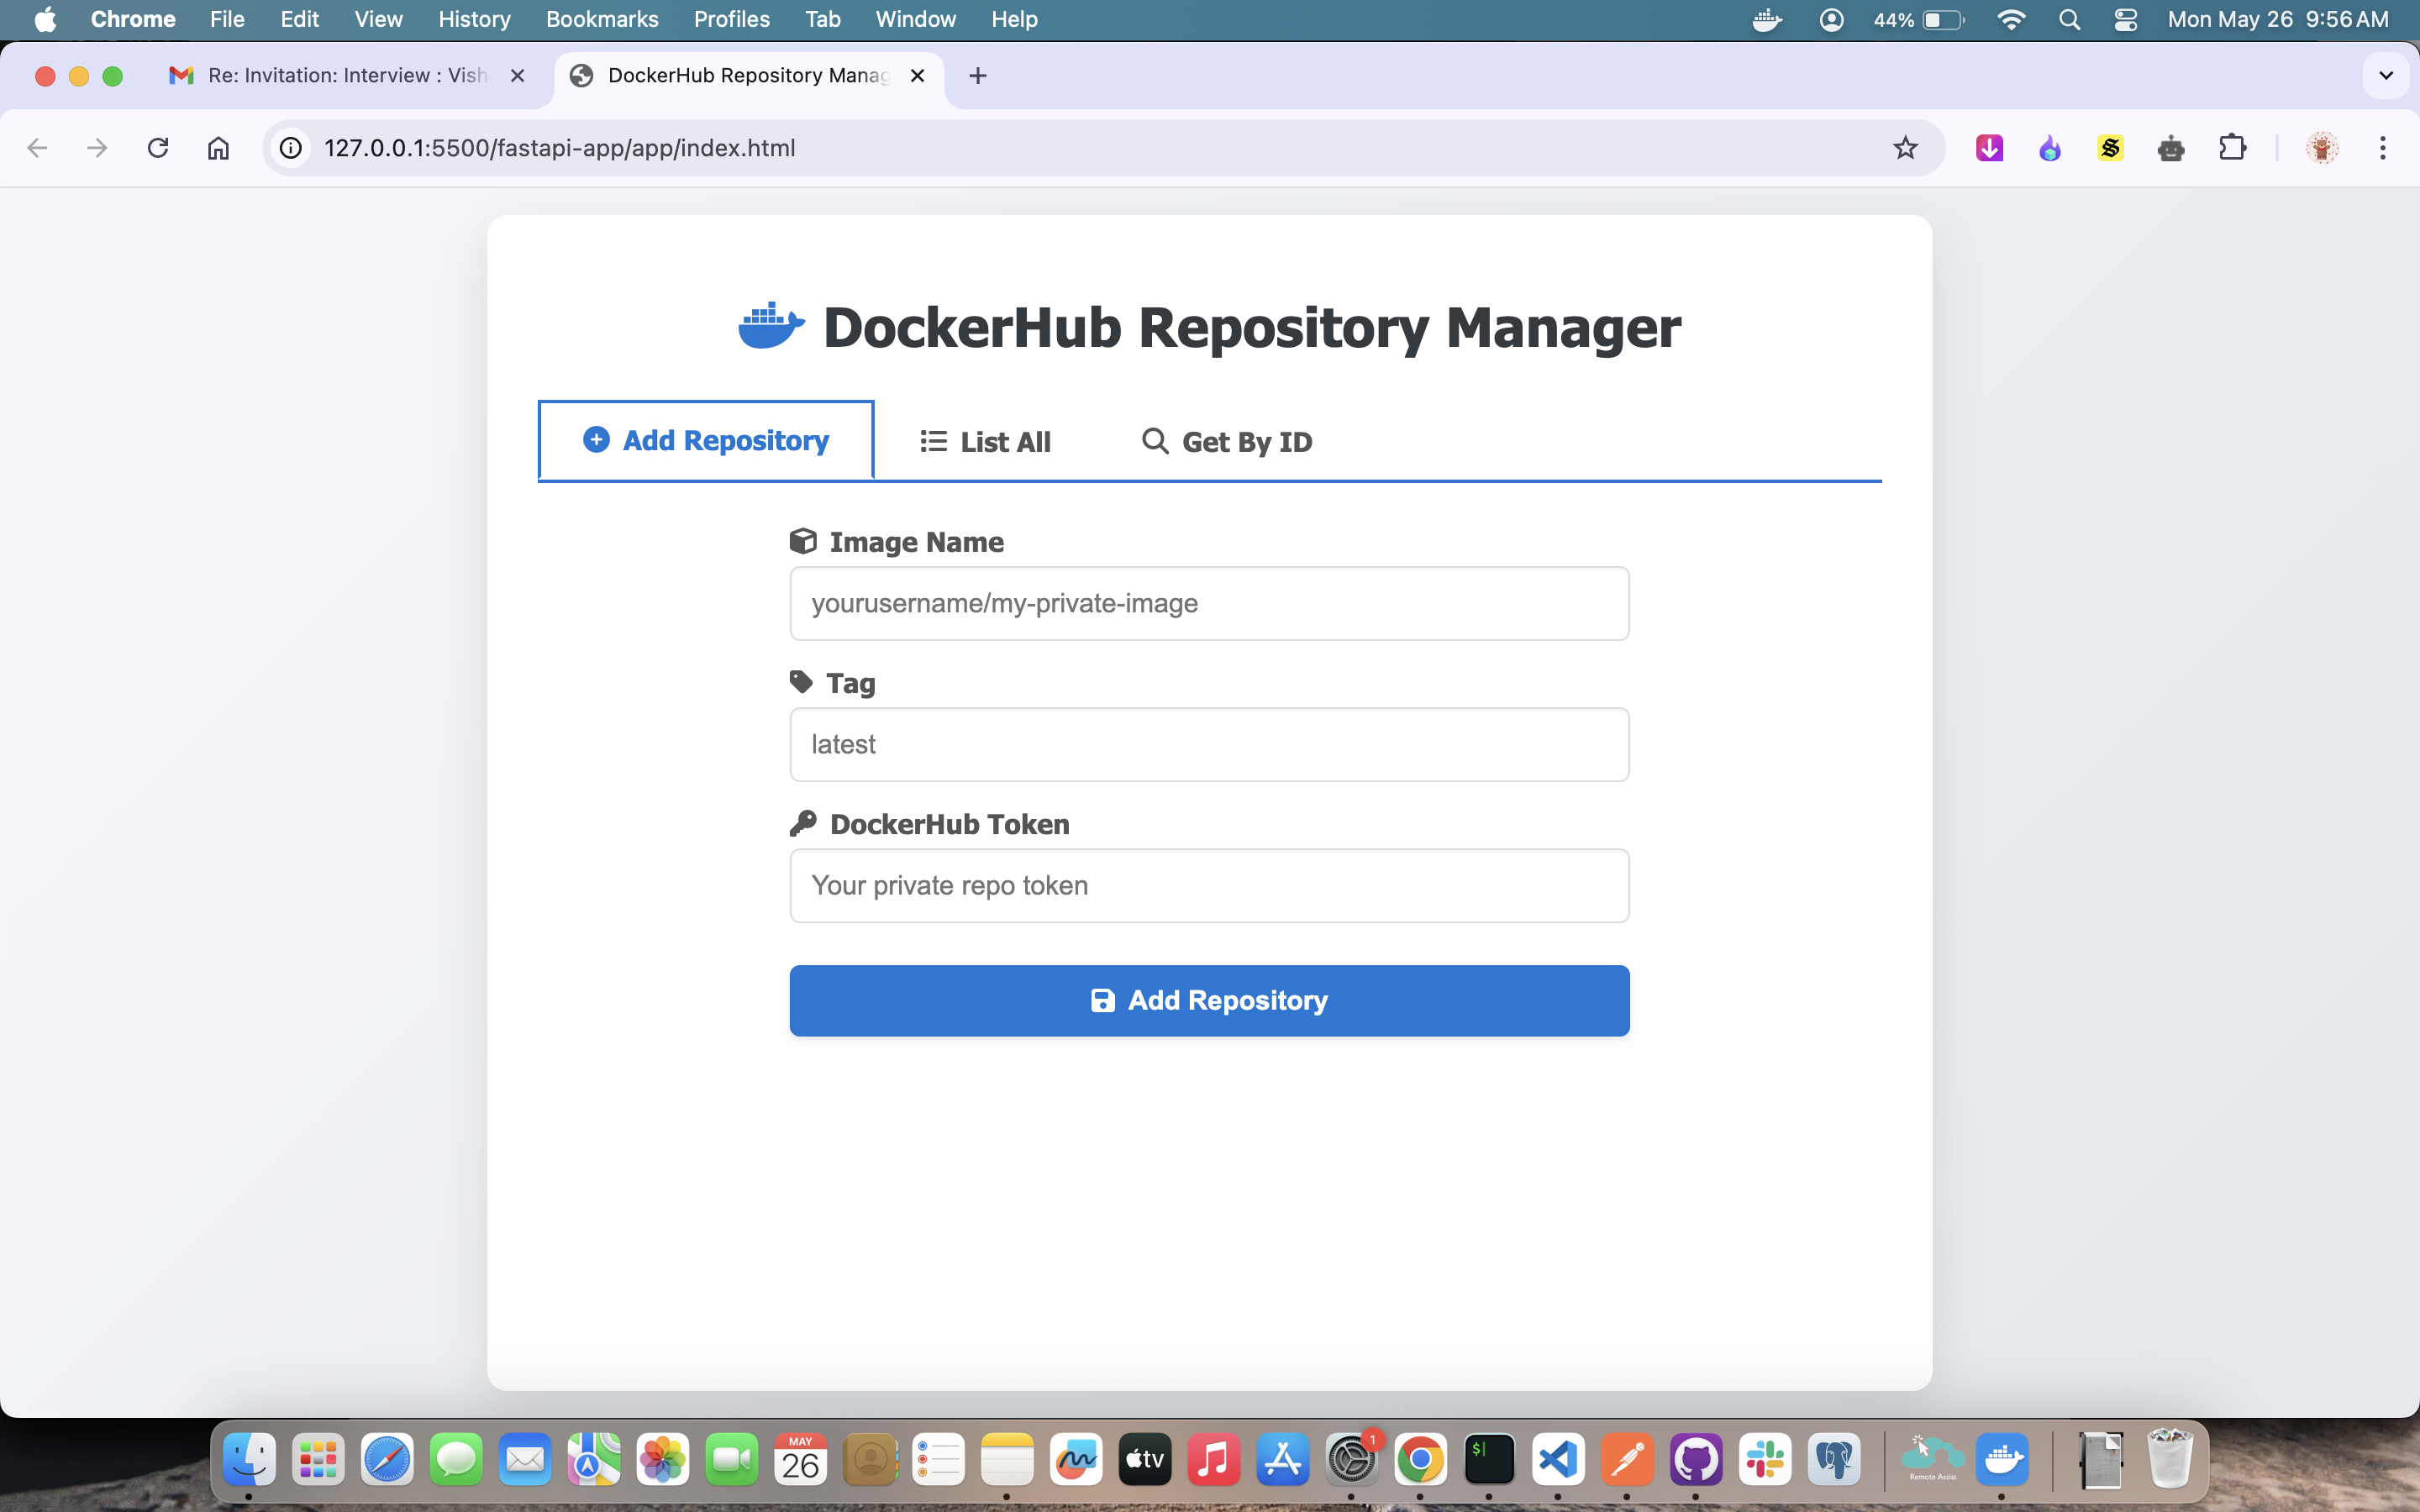 Chrome File Edit View History Bookmarks Profiles Tab Window Help 44% Mon May 26 9:56 AM
Re: Invitation: Interview : Vish DockerHub Repository Manag
127.0.0.1:5500/fastapi-app/app/index.html
DockerHub Repository Manager
Add Repository List All Get By ID
Image Name
yourusername/my-private-image
Tag
latest
DockerHub Token
Your private repo token
Add Repository
MAY
26
tv
$|
1
Remote Assist